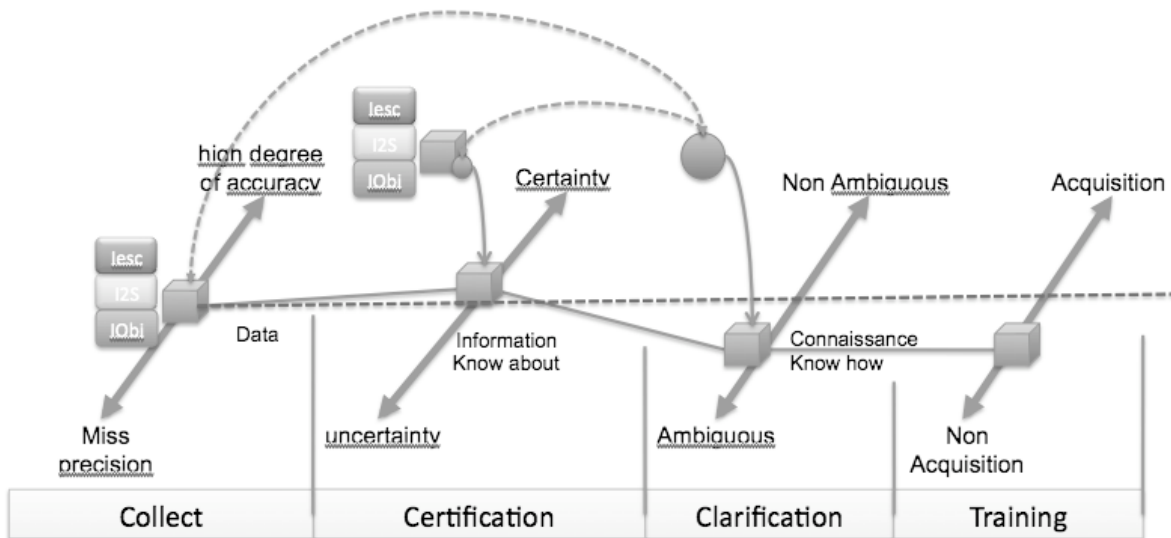 Iesc
I2S
IObi
high degree
of accuracy
Certainty
Non Ambiguous
Acquisition
Iesc
I2S
IObi
Data
Information
Know about
Connaissance
Know how
Miss
precision
uncertainty
Ambiguous
Non
Acquisition
Collect
Certification
Clarification
Training